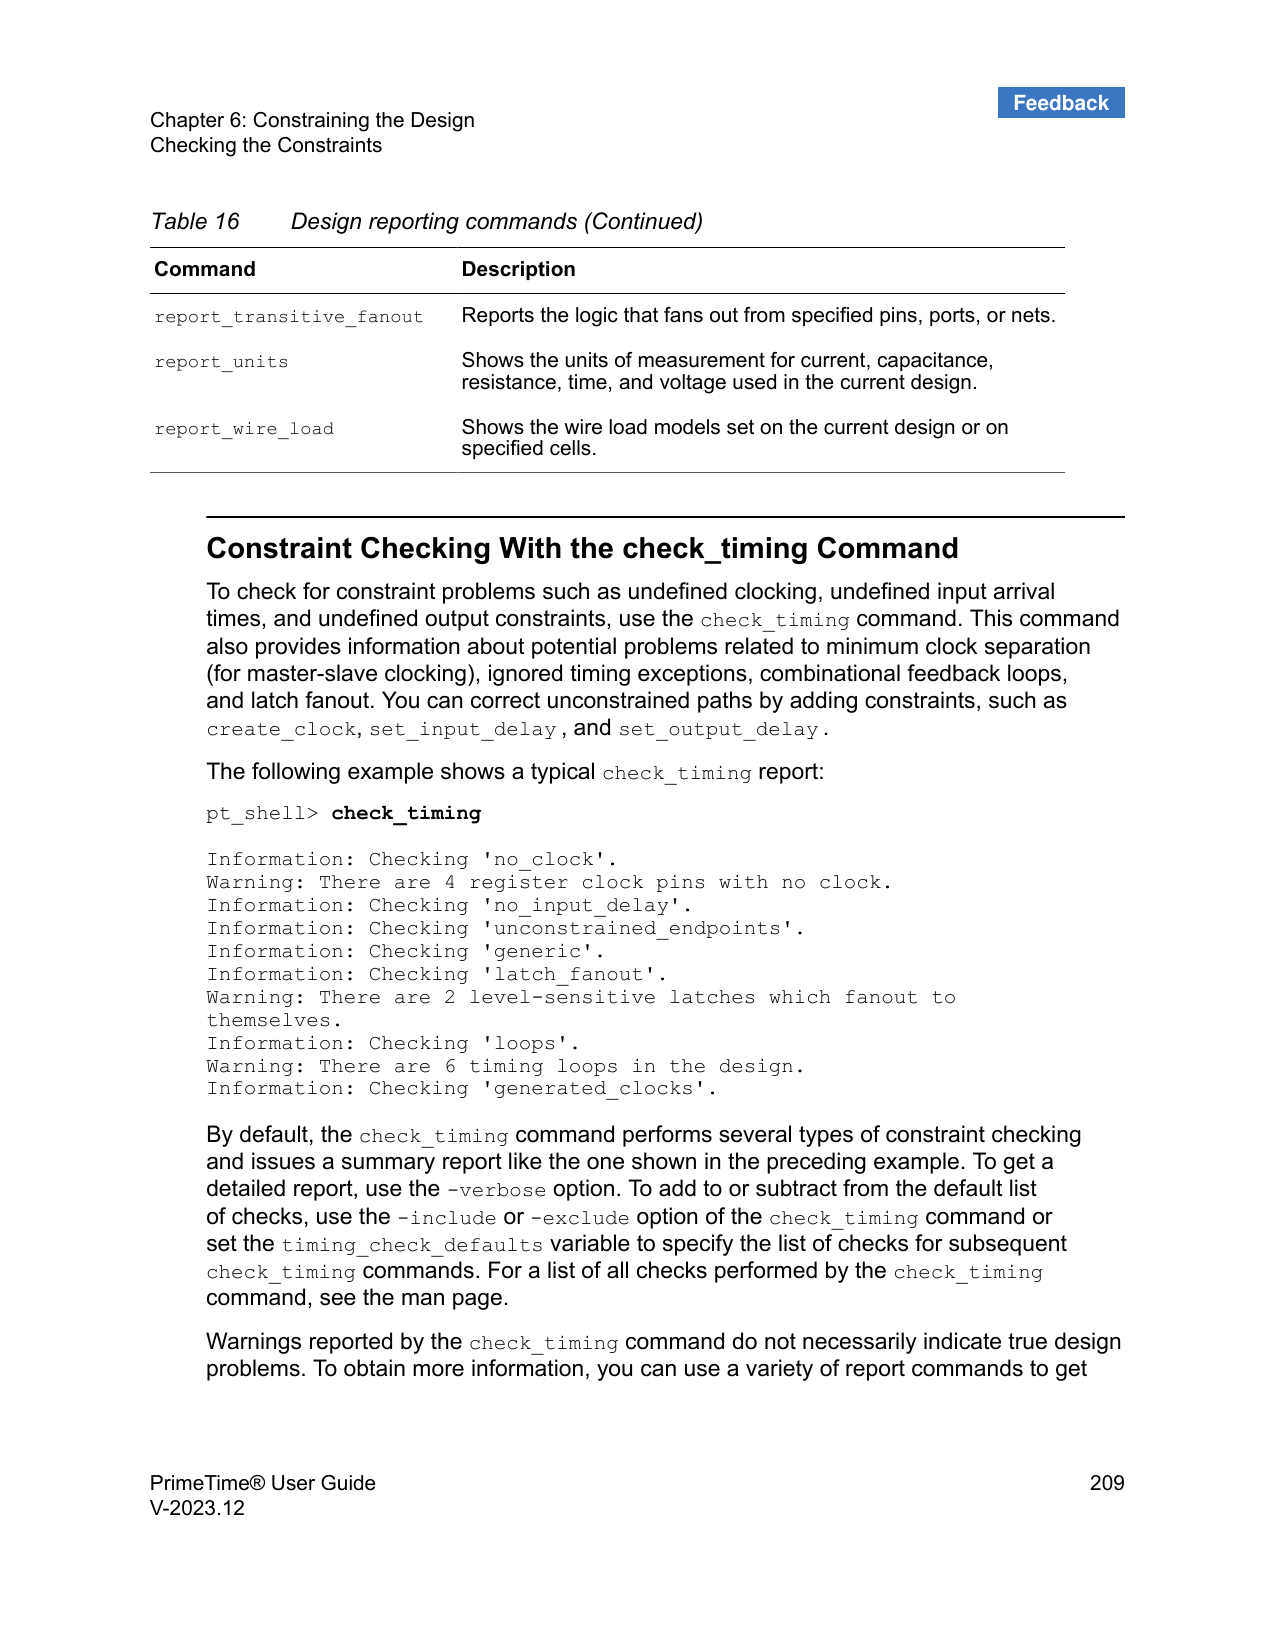 Feedback
Chapter 6: Constraining the Design
Checking the Constraints
Table 16 Design reporting commands (Continued)
Command Description
report_transitive_fanout Reports the logic that fans out from specified pins, ports, or nets.
report_units Shows the units of measurement for current, capacitance,
resistance, time, and voltage used in the current design.
report_wire_load Shows the wire load models set on the current design or on
specified cells.
Constraint Checking With the check_timing Command
To check for constraint problems such as undefined clocking, undefined input arrival
times, and undefined output constraints, use the check_timing command. This command
also provides information about potential problems related to minimum clock separation
(for master-slave clocking), ignored timing exceptions, combinational feedback loops,
and latch fanout. You can correct unconstrained paths by adding constraints, such as
create_clock, set_input_delay, and set_output_delay.
The following example shows a typical check_timing report:
pt_shell> check_timing
Information: Checking 'no_clock'.
Warning: There are 4 register clock pins with no clock.
Information: Checking 'no_input_delay'.
Information: Checking 'unconstrained_endpoints'.
Information: Checking 'generic'.
Information: Checking 'latch_fanout'.
Warning: There are 2 level-sensitive latches which fanout to
themselves.
Information: Checking 'loops'.
Warning: There are 6 timing loops in the design.
Information: Checking 'generated_clocks'.
By default, the check_timing command performs several types of constraint checking
and issues a summary report like the one shown in the preceding example. To get a
detailed report, use the -verbose option. To add to or subtract from the default list
of checks, use the -include or -exclude option of the check_timing command or
set the timing_check_defaults variable to specify the list of checks for subsequent
check_timing commands. For a list of all checks performed by the check_timing
command, see the man page.
Warnings reported by the check_timing command do not necessarily indicate true design
problems. To obtain more information, you can use a variety of report commands to get
PrimeTime® User Guide 209
V-2023.12